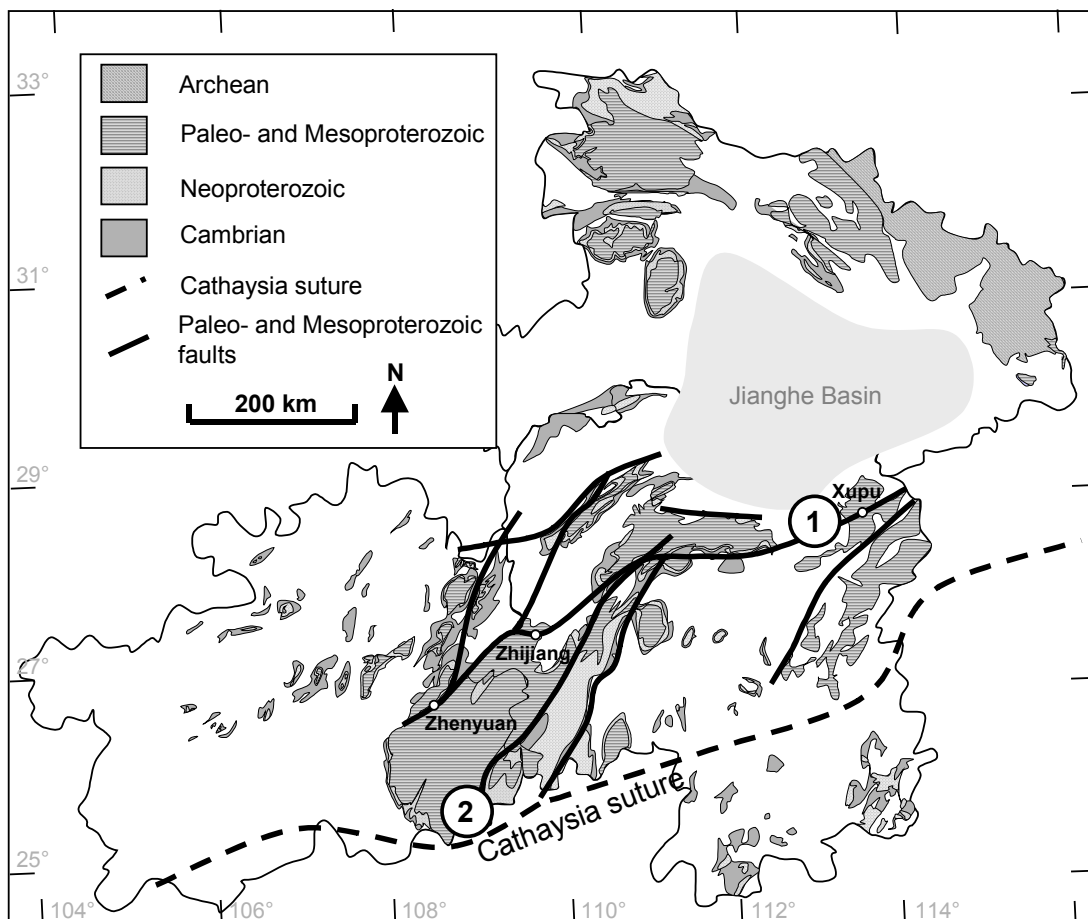 33°
31°
29°
27°
25°
Archean
Paleo- and Mesoproterozoic
Neoproterozoic
Cambrian
Cathaysia suture
Paleo- and Mesoproterozoic
faults
200 km
N
Jianghe Basin
Xupu
1
Zhijiang
Zhenyuan
2
Cathaysia suture
104°
106°
108°
110°
112°
114°